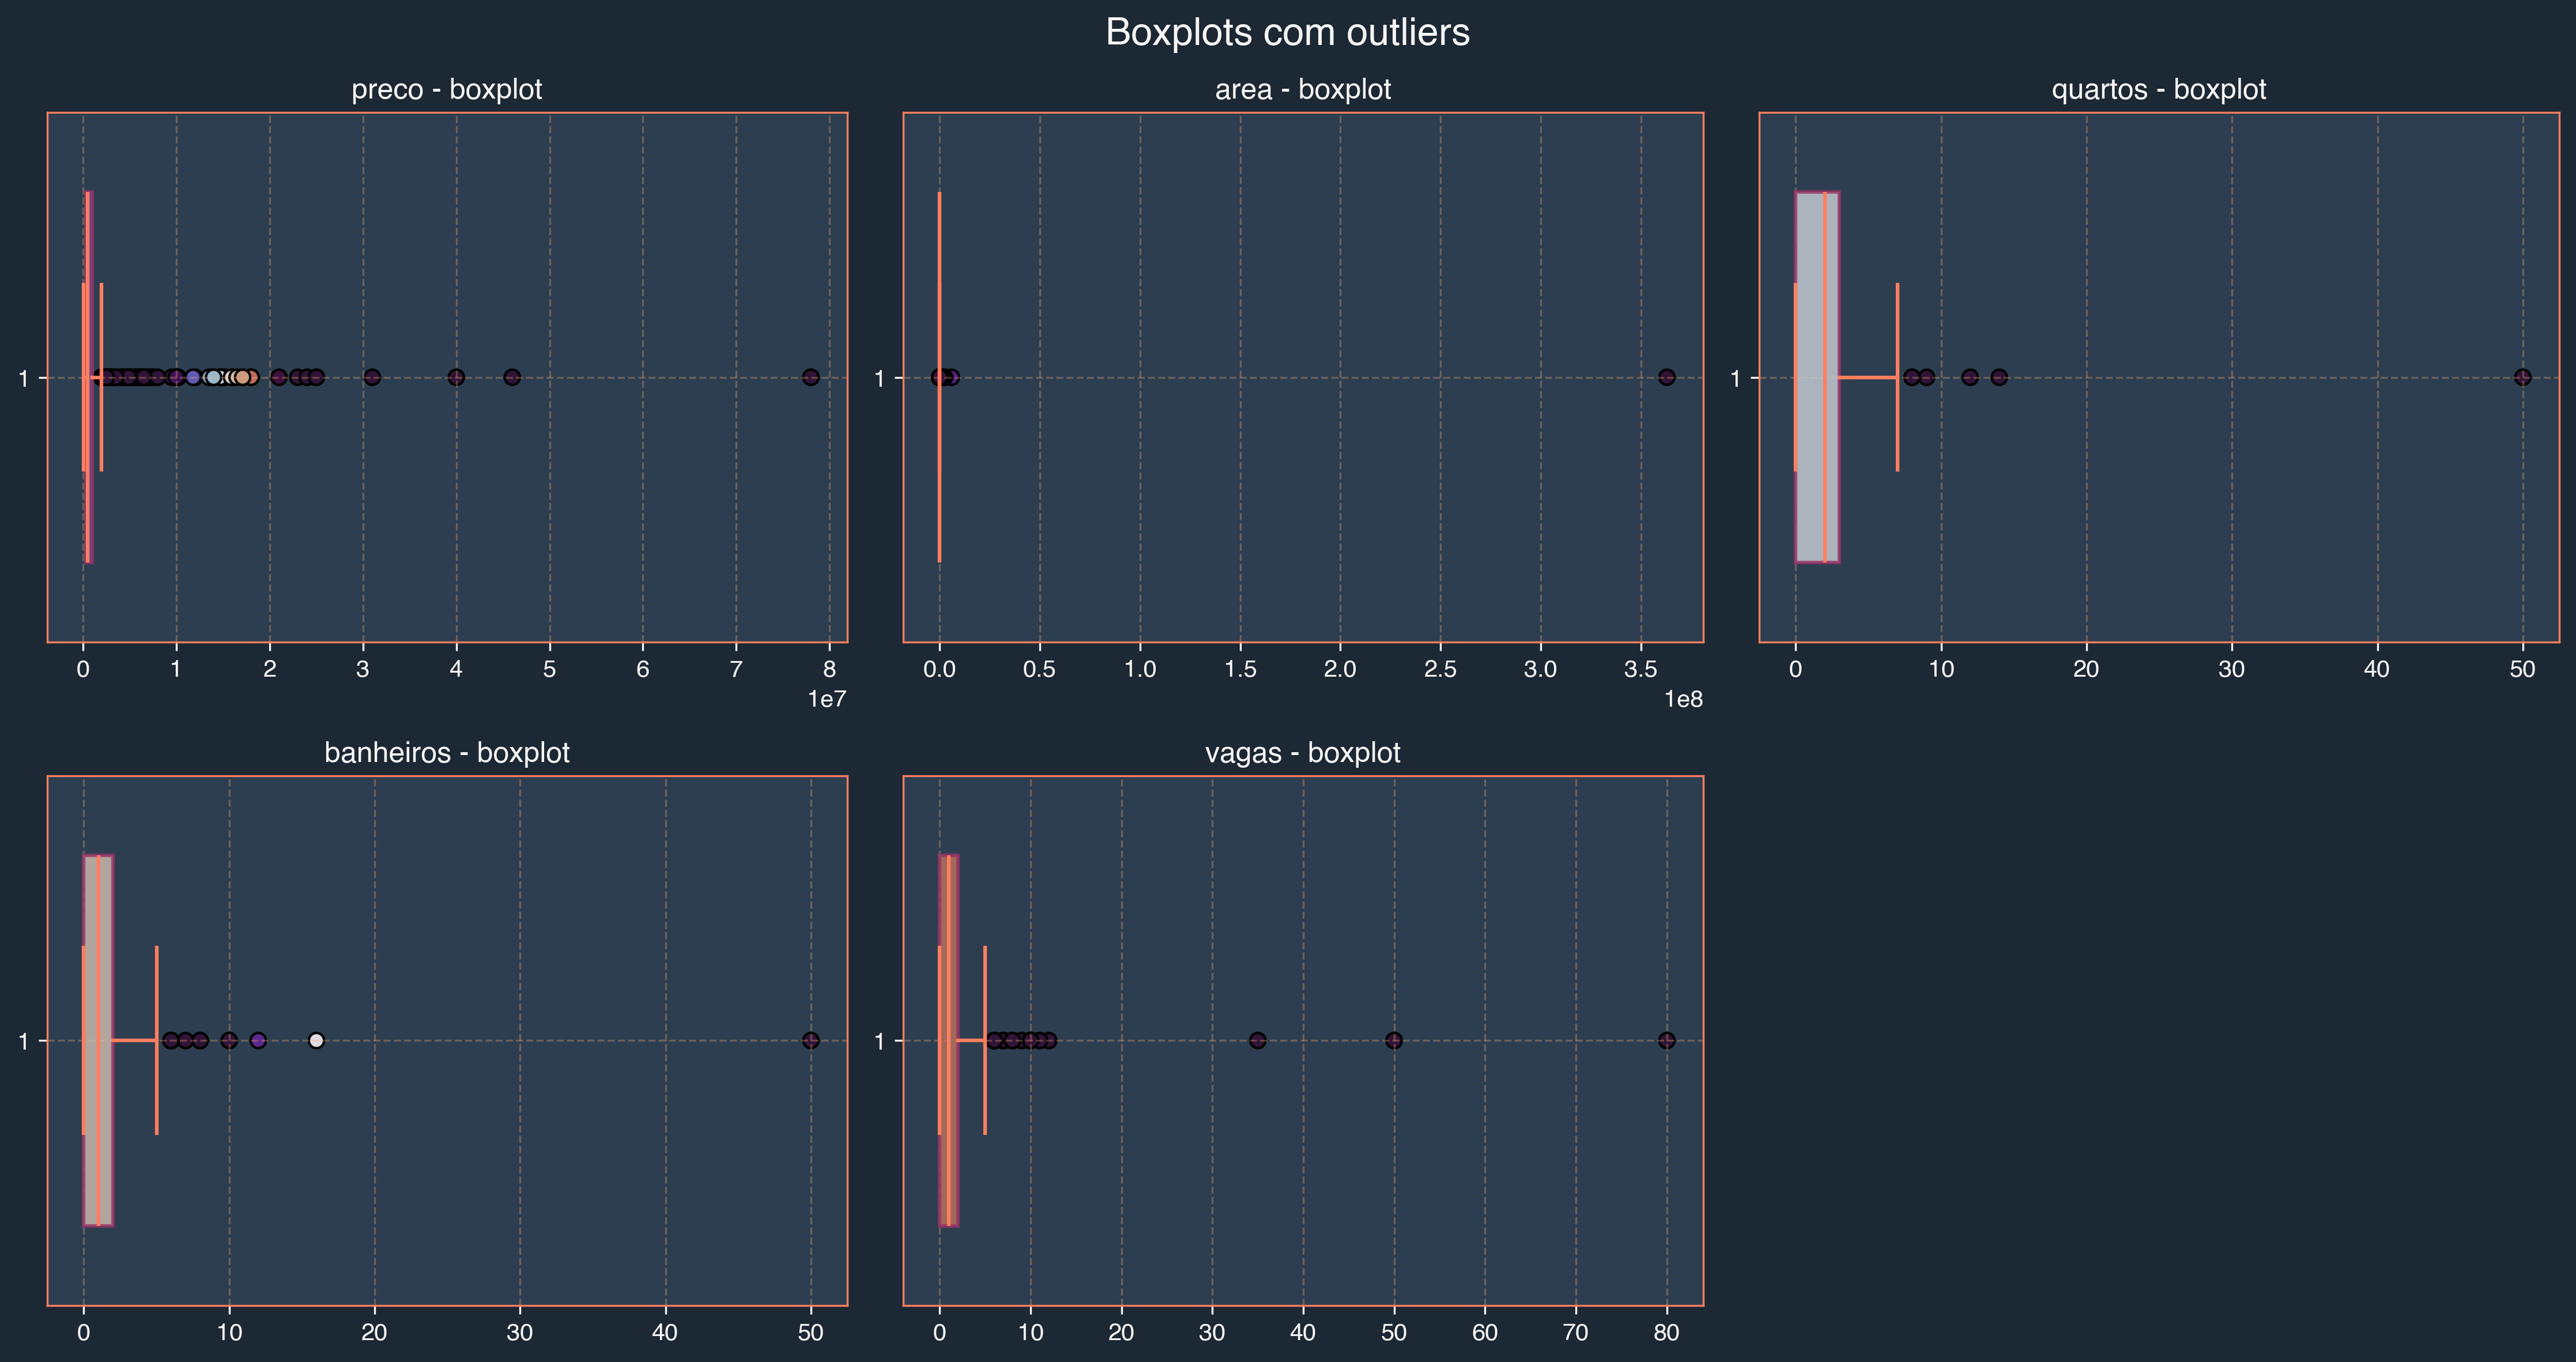 Boxplots com outliers
preco - boxplot
1
0 1 2 3 4 5 6 7 8
1e7
area - boxplot
1
0.0 0.5 1.0 1.5 2.0 2.5 3.0 3.5
1e8
quartos - boxplot
1
0 10 20 30 40 50
banheiros - boxplot
1
0 10 20 30 40 50
vagas - boxplot
1
0 10 20 30 40 50 60 70 80